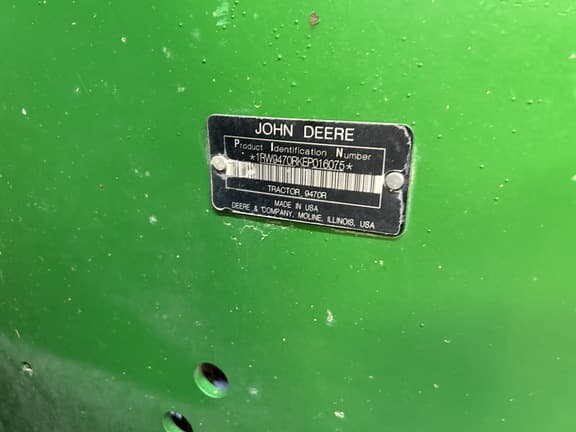 JOHN DEERE
Product Identification Number
*1RW9470RKEP016075*
TRACTOR 9470R
MADE IN USA
DEERE & COMPANY, MOLINE, ILLINOIS, USA